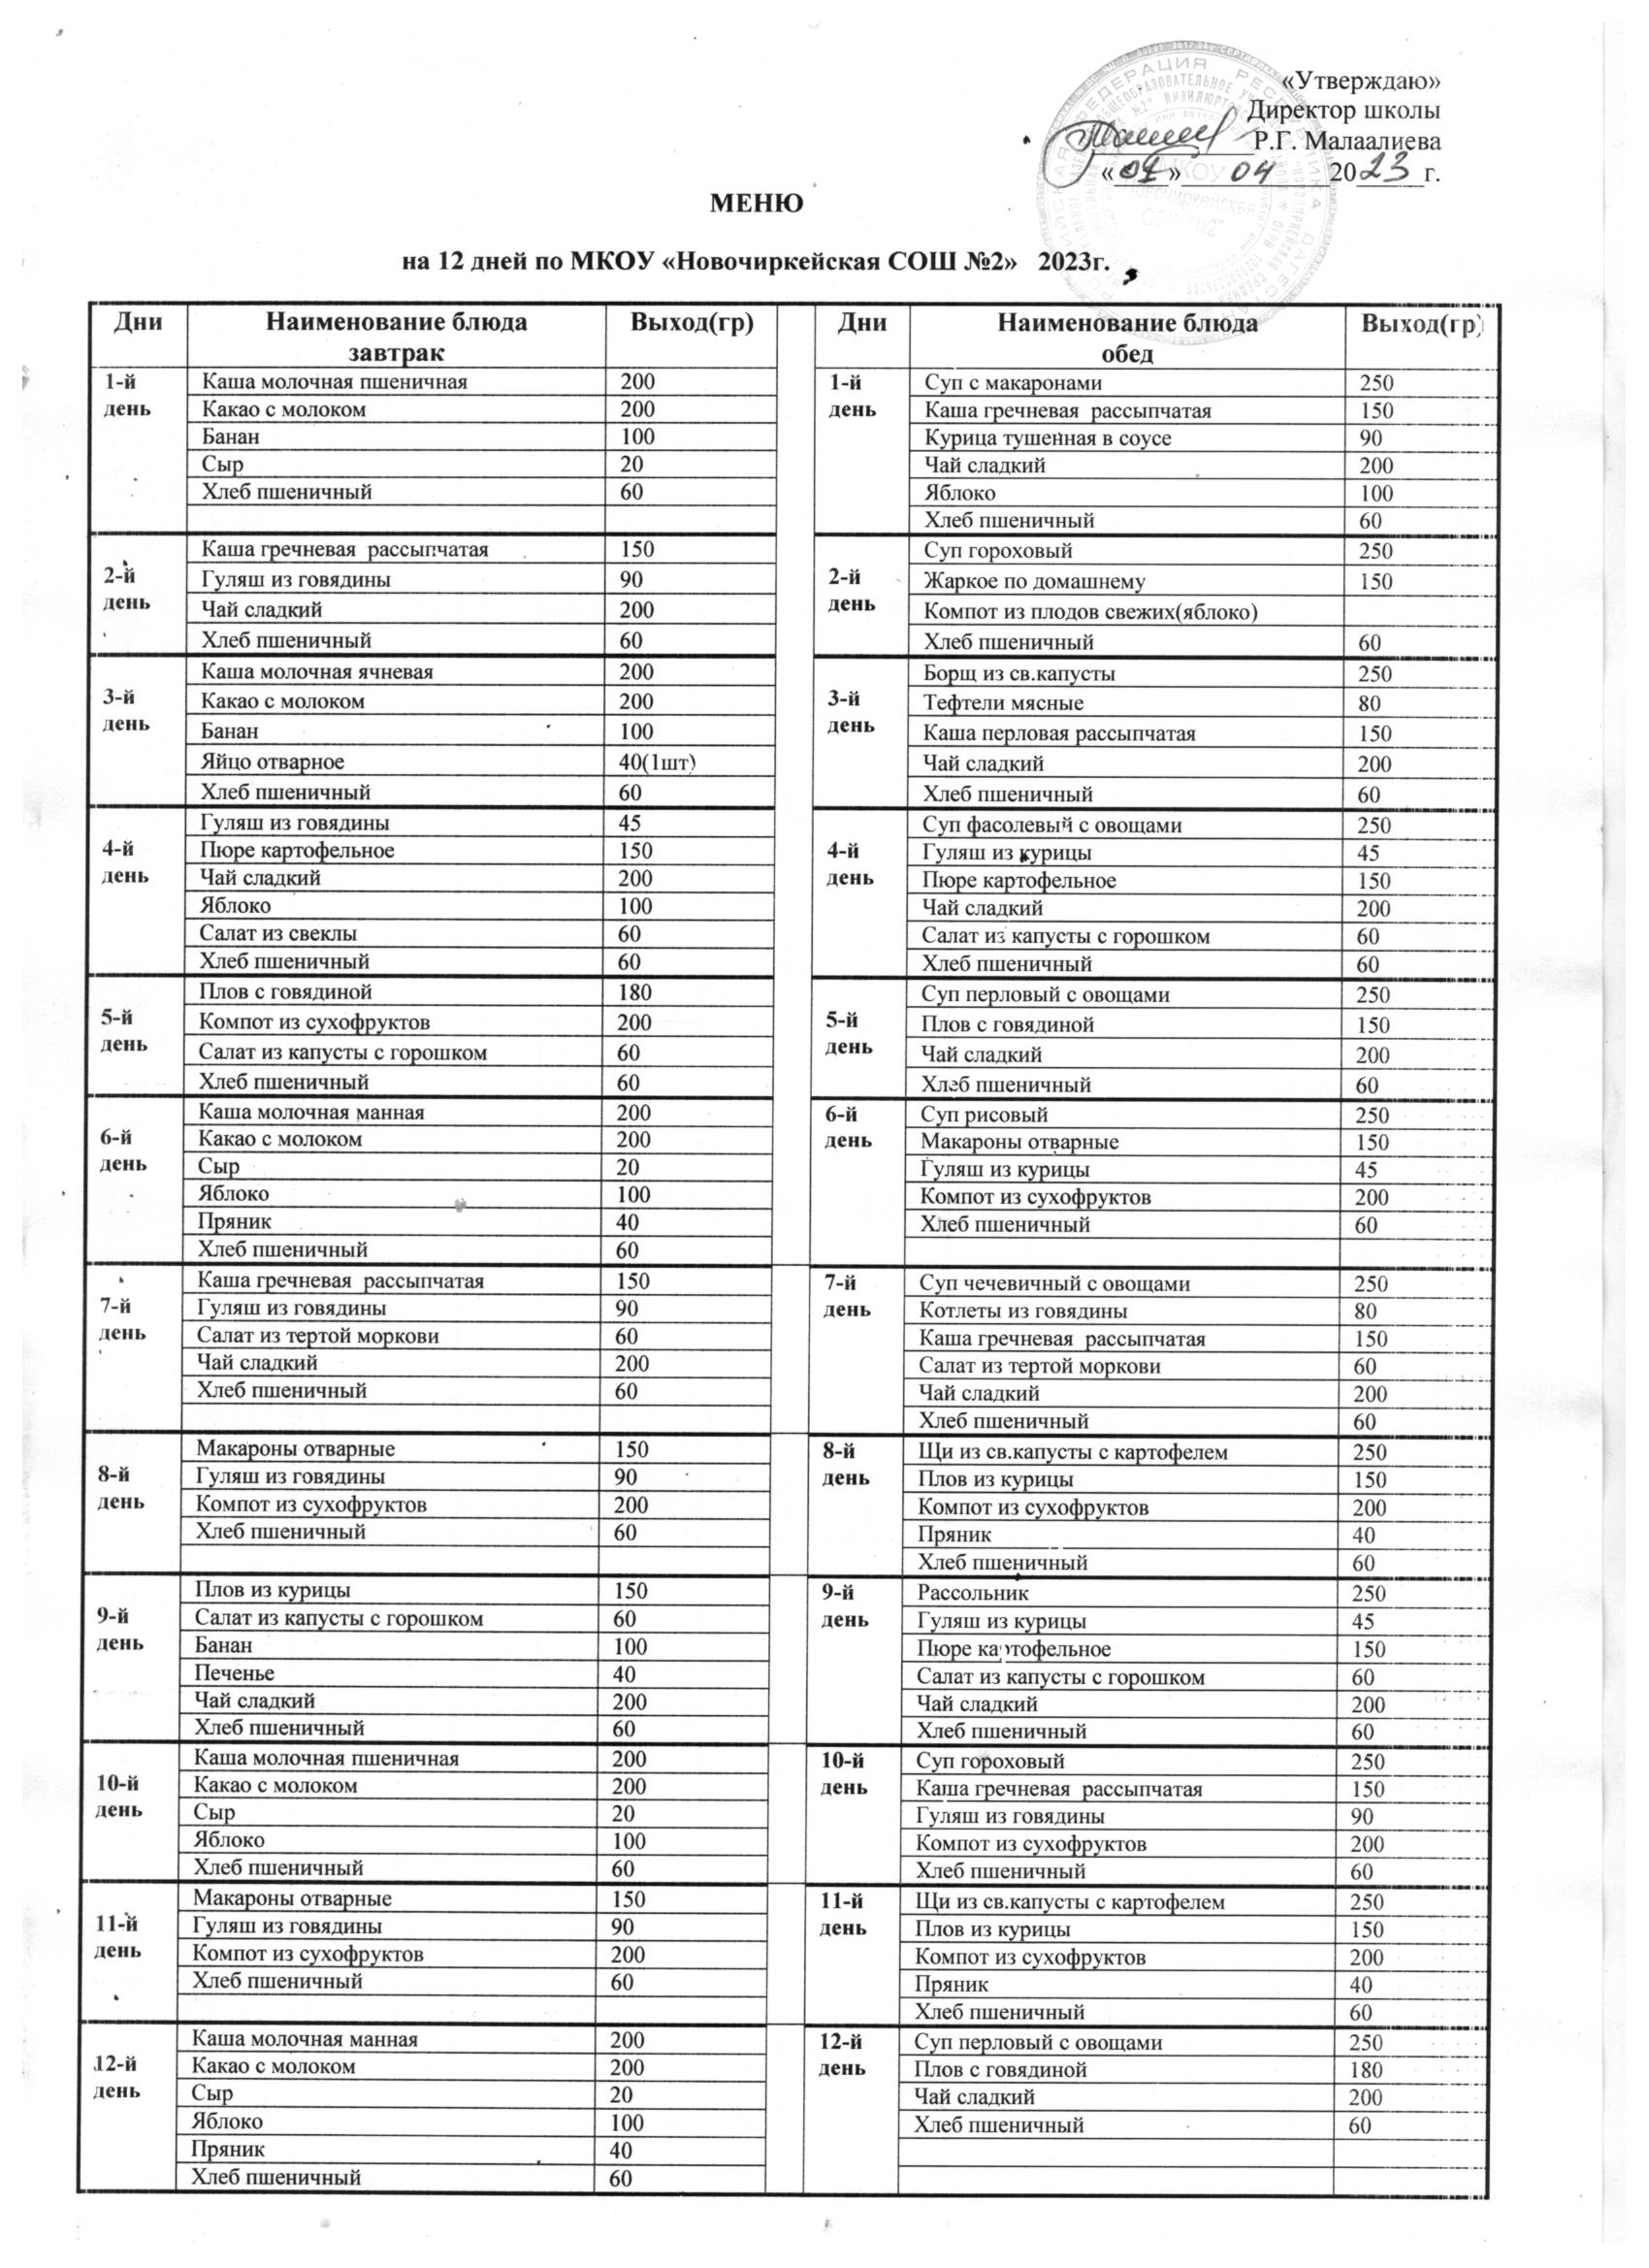 «Утверждаю»
Директор школы
Р.Г. Малаалиева
« » 04 2023 г.
МЕНЮ
на 12 дней по МКОУ «Новочиркейская СОШ №2» 2023г.
Дни Наименование блюда завтрак Выход(гр) Дни Наименование блюда обед Выход(гр)
1-й день Каша молочная пшеничная 200 1-й день Суп с макаронами 250
Какао с молоком 200 Каша гречневая рассыпчатая 150
Банан 100 Курица тушенная в соусе 90
Сыр 20 Чай сладкий 200
Хлеб пшеничный 60 Яблоко 100
Хлеб пшеничный 60
2-й день Каша гречневая рассыпчатая 150 2-й день Суп гороховый 250
Гуляш из говядины 90 Жаркое по домашнему 150
Чай сладкий 200 Компот из плодов свежих(яблоко)
Хлеб пшеничный 60 Хлеб пшеничный 60
3-й день Каша молочная ячневая 200 3-й день Борщ из св.капусты 250
Какао с молоком 200 Тефтели мясные 80
Банан 100 Каша перловая рассыпчатая 150
Яйцо отварное 40(1шт) Чай сладкий 200
Хлеб пшеничный 60 Хлеб пшеничный 60
4-й день Гуляш из говядины 45 4-й день Суп фасолевый с овощами 250
Пюре картофельное 150 Гуляш из курицы 45
Чай сладкий 200 Пюре картофельное 150
Яблоко 100 Чай сладкий 200
Салат из свеклы 60 Салат из капусты с горошком 60
Хлеб пшеничный 60 Хлеб пшеничный 60
5-й день Плов с говядиной 180 5-й день Суп перловый с овощами 250
Компот из сухофруктов 200 Плов с говядиной 150
Салат из капусты с горошком 60 Чай сладкий 200
Хлеб пшеничный 60 Хлеб пшеничный 60
6-й день Каша молочная манная 200 6-й день Суп рисовый 250
Какао с молоком 200 Макароны отварные 150
Сыр 20 Гуляш из курицы 45
Яблоко 100 Компот из сухофруктов 200
Пряник 40 Хлеб пшеничный 60
Хлеб пшеничный 60
7-й день Каша гречневая рассыпчатая 150 7-й день Суп чечевичный с овощами 250
Гуляш из говядины 90 Котлеты из говядины 80
Салат из тертой моркови 60 Каша гречневая рассыпчатая 150
Чай сладкий 200 Салат из тертой моркови 60
Хлеб пшеничный 60 Чай сладкий 200
Хлеб пшеничный 60
8-й день Макароны отварные 150 8-й день Щи из св.капусты с картофелем 250
Гуляш из говядины 90 Плов из курицы 150
Компот из сухофруктов 200 Компот из сухофруктов 200
Хлеб пшеничный 60 Пряник 40
Хлеб пшеничный 60
9-й день Плов из курицы 150 9-й день Рассольник 250
Салат из капусты с горошком 60 Гуляш из курицы 45
Банан 100 Пюре картофельное 150
Печенье 40 Салат из капусты с горошком 60
Чай сладкий 200 Чай сладкий 200
Хлеб пшеничный 60 Хлеб пшеничный 60
10-й день Каша молочная пшеничная 200 10-й день Суп гороховый 250
Какао с молоком 200 Каша гречневая рассыпчатая 150
Сыр 20 Гуляш из говядины 90
Яблоко 100 Компот из сухофруктов 200
Хлеб пшеничный 60 Хлеб пшеничный 60
11-й день Макароны отварные 150 11-й день Щи из св.капусты с картофелем 250
Гуляш из говядины 90 Плов из курицы 150
Компот из сухофруктов 200 Компот из сухофруктов 200
Хлеб пшеничный 60 Пряник 40
Хлеб пшеничный 60
12-й день Каша молочная манная 200 12-й день Суп перловый с овощами 250
Какао с молоком 200 Плов с говядиной 180
Сыр 20 Чай сладкий 200
Яблоко 100 Хлеб пшеничный 60
Пряник 40
Хлеб пшеничный 60